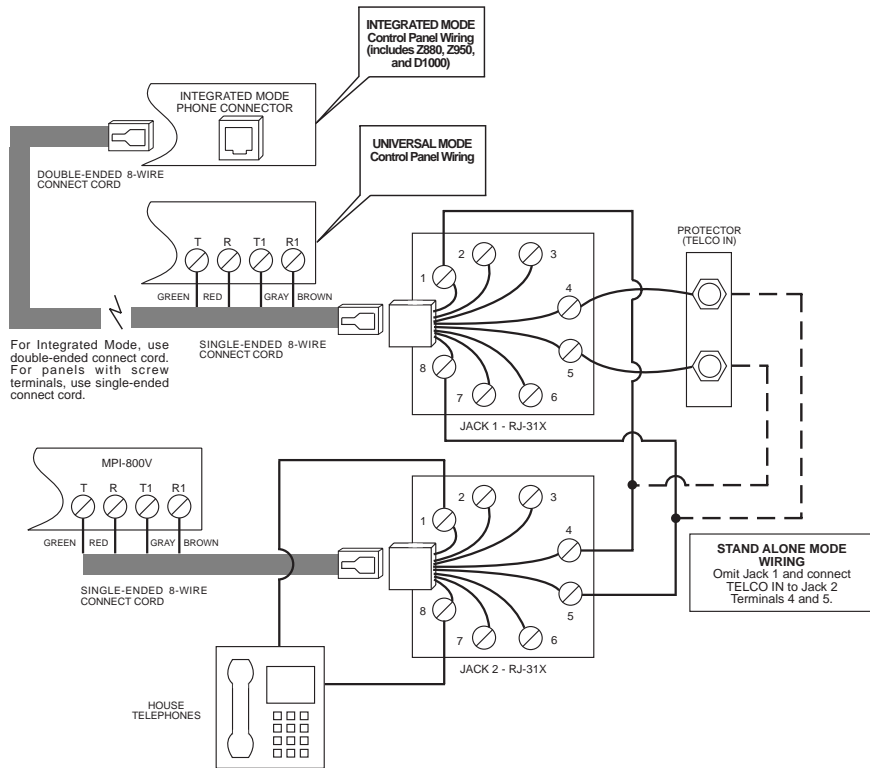 INTEGRATED MODE
Control Panel Wiring
(includes Z880, Z950,
and D1000)
INTEGRATED MODE
PHONE CONNECTOR
DOUBLE-ENDED 8-WIRE
CONNECT CORD
UNIVERSAL MODE
Control Panel Wiring
T R T1 R1
GREEN RED GRAY BROWN
SINGLE-ENDED 8-WIRE
CONNECT CORD
For Integrated Mode, use
double-ended connect cord.
For panels with screw
terminals, use single-ended
connect cord.
1
2
3
4
5
6
7
8
JACK 1 - RJ-31X
PROTECTOR
(TELCO IN)
MPI-800V
T R T1 R1
GREEN RED GRAY BROWN
SINGLE-ENDED 8-WIRE
CONNECT CORD
1
2
3
4
5
6
7
8
JACK 2 - RJ-31X
STAND ALONE MODE
WIRING
Omit Jack 1 and connect
TELCO IN to Jack 2
Terminals 4 and 5.
HOUSE
TELEPHONES